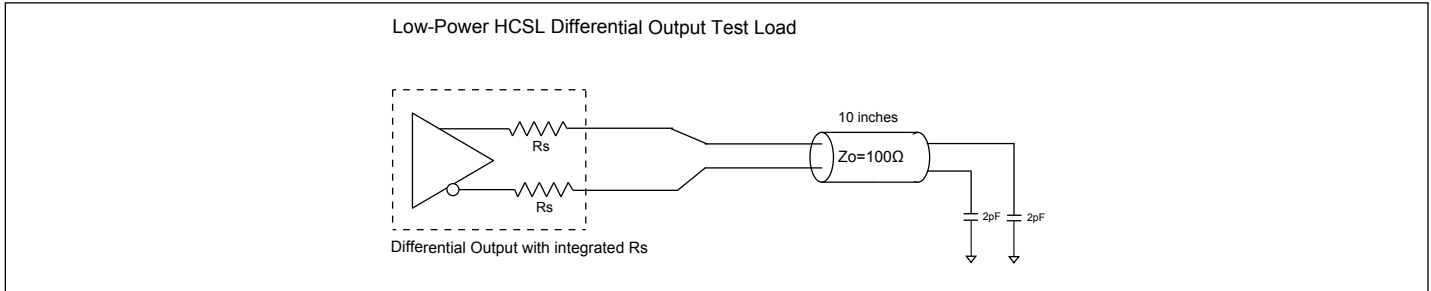 Low-Power HCSL Differential Output Test Load
10 inches
Rs
Zo=100Ω
Rs
2pF
2pF
Differential Output with integrated Rs